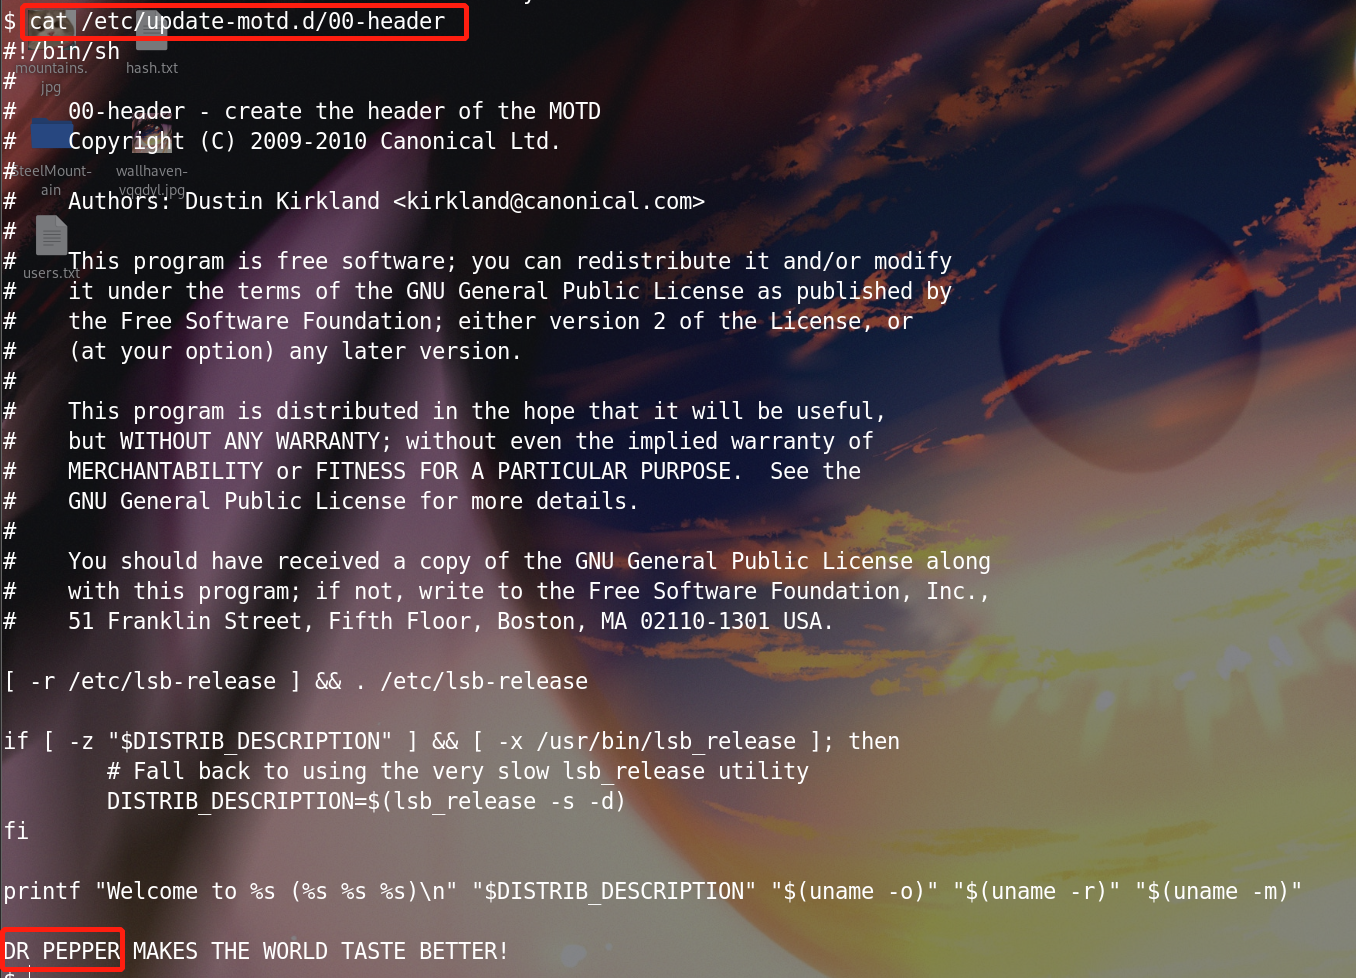 $ cat /etc/update-motd.d/00-header
#!/bin/sh
mountains.jpg
hash.txt
#
#    00-header - create the header of the MOTD
#    Copyright (C) 2009-2010 Canonical Ltd.
#
SteelMountain
wallhaven-vggdyl.jpg
#    Authors: Dustin Kirkland <kirkland@canonical.com>
#
#    This program is free software; you can redistribute it and/or modify
users.txt
#    it under the terms of the GNU General Public License as published by
#    the Free Software Foundation; either version 2 of the License, or
#    (at your option) any later version.
#
#    This program is distributed in the hope that it will be useful,
#    but WITHOUT ANY WARRANTY; without even the implied warranty of
#    MERCHANTABILITY or FITNESS FOR A PARTICULAR PURPOSE.  See the
#    GNU General Public License for more details.
#
#    You should have received a copy of the GNU General Public License along
#    with this program; if not, write to the Free Software Foundation, Inc.,
#    51 Franklin Street, Fifth Floor, Boston, MA 02110-1301 USA.
[ -r /etc/lsb-release ] && . /etc/lsb-release
if [ -z "$DISTRIB_DESCRIPTION" ] && [ -x /usr/bin/lsb_release ]; then
        # Fall back to using the very slow lsb_release utility
        DISTRIB_DESCRIPTION=$(lsb_release -s -d)
fi
printf "Welcome to %s (%s %s %s)\n" "$DISTRIB_DESCRIPTION" "$(uname -o)" "$(uname -r)" "$(uname -m)"
DR PEPPER MAKES THE WORLD TASTE BETTER!
$